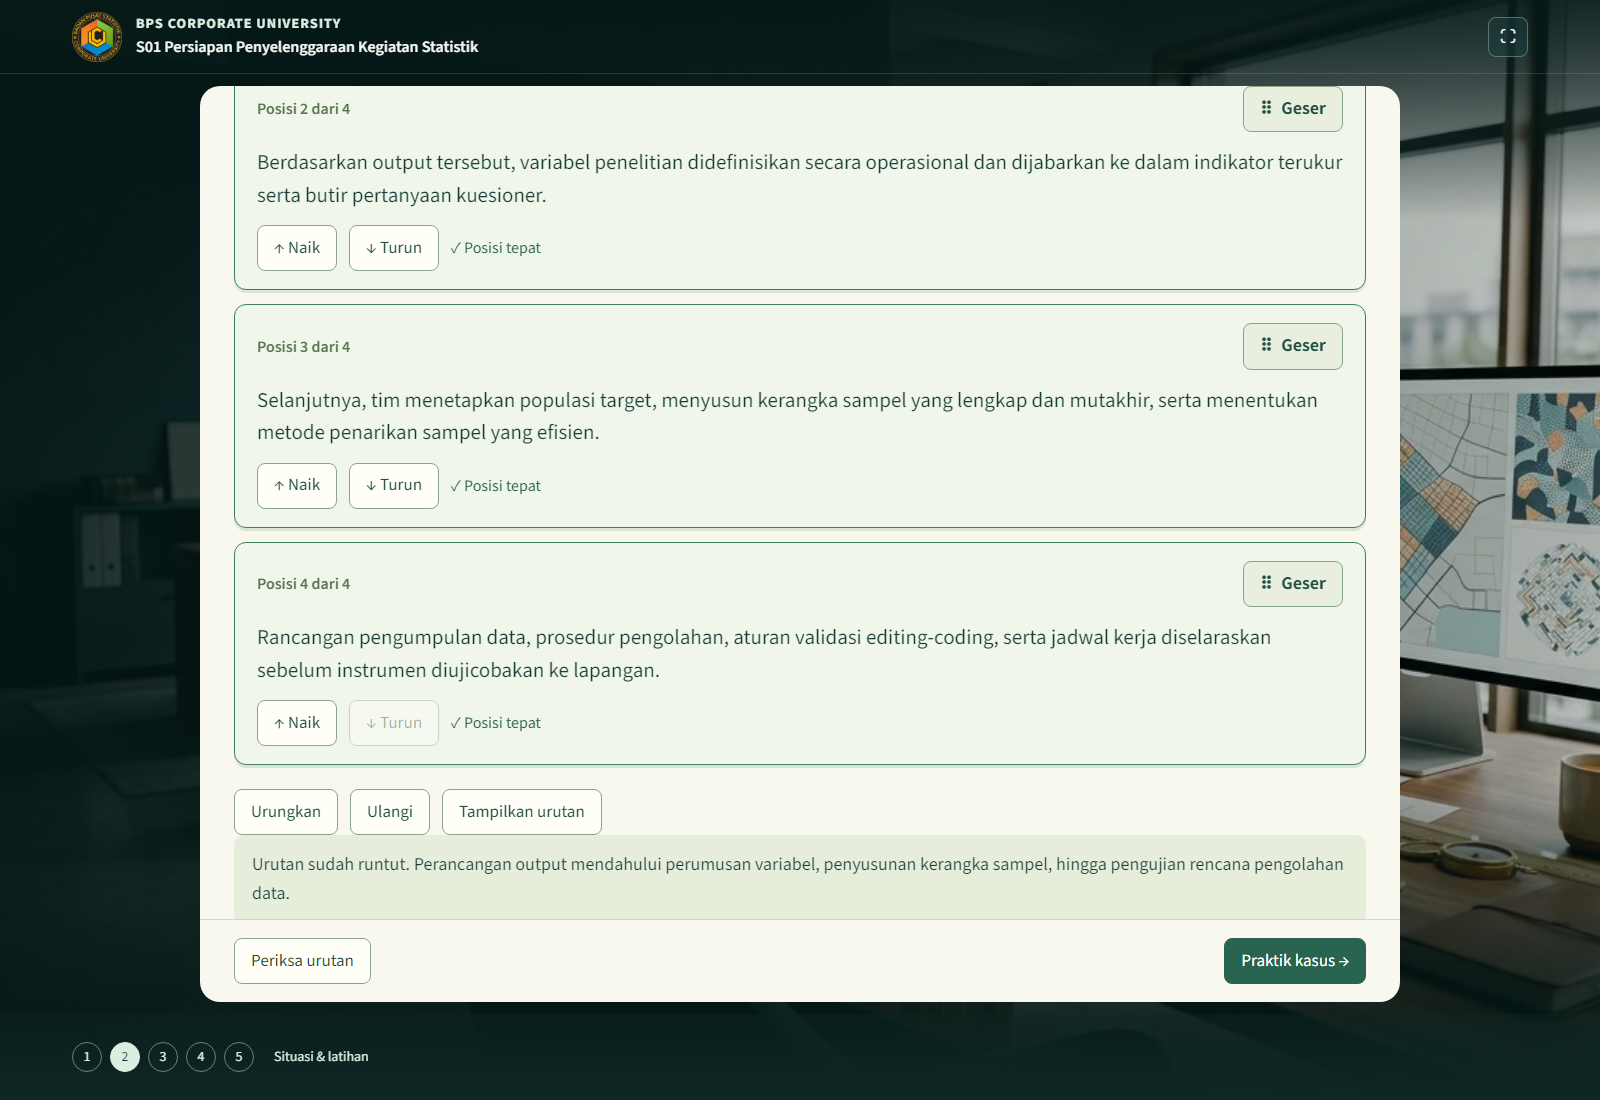 BPS CORPORATE UNIVERSITY
S01 Persiapan Penyelenggaraan Kegiatan Statistik
Posisi 2 dari 4
Geser
Berdasarkan output tersebut, variabel penelitian didefinisikan secara operasional dan dijabarkan ke dalam indikator terukur
serta butir pertanyaan kuesioner.
↑ Naik
↓ Turun
✓ Posisi tepat
Posisi 3 dari 4
Geser
Selanjutnya, tim menetapkan populasi target, menyusun kerangka sampel yang lengkap dan mutakhir, serta menentukan
metode penarikan sampel yang efisien.
↑ Naik
↓ Turun
✓ Posisi tepat
Posisi 4 dari 4
Geser
Rancangan pengumpulan data, prosedur pengolahan, aturan validasi editing-coding, serta jadwal kerja diselaraskan
sebelum instrumen diujicobakan ke lapangan.
↑ Naik
↓ Turun
✓ Posisi tepat
Urungkan
Ulangi
Tampilkan urutan
Urutan sudah runtut. Perancangan output mendahului perumusan variabel, penyusunan kerangka sampel, hingga pengujian rencana pengolahan
data.
Periksa urutan
Praktik kasus →
1
2
3
4
5
Situasi & latihan